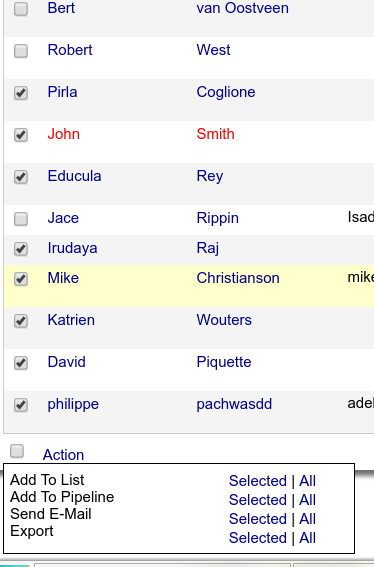 Bert van Oostveen
Robert West
Pirla Coglione
John Smith
Educula Rey
Jace Rippin Isad
Irudaya Raj
Mike Christianson mike
Katrien Wouters
David Piquette
philippe pachwasdd adel
Action
Add To List Selected | All
Add To Pipeline Selected | All
Send E-Mail Selected | All
Export Selected | All